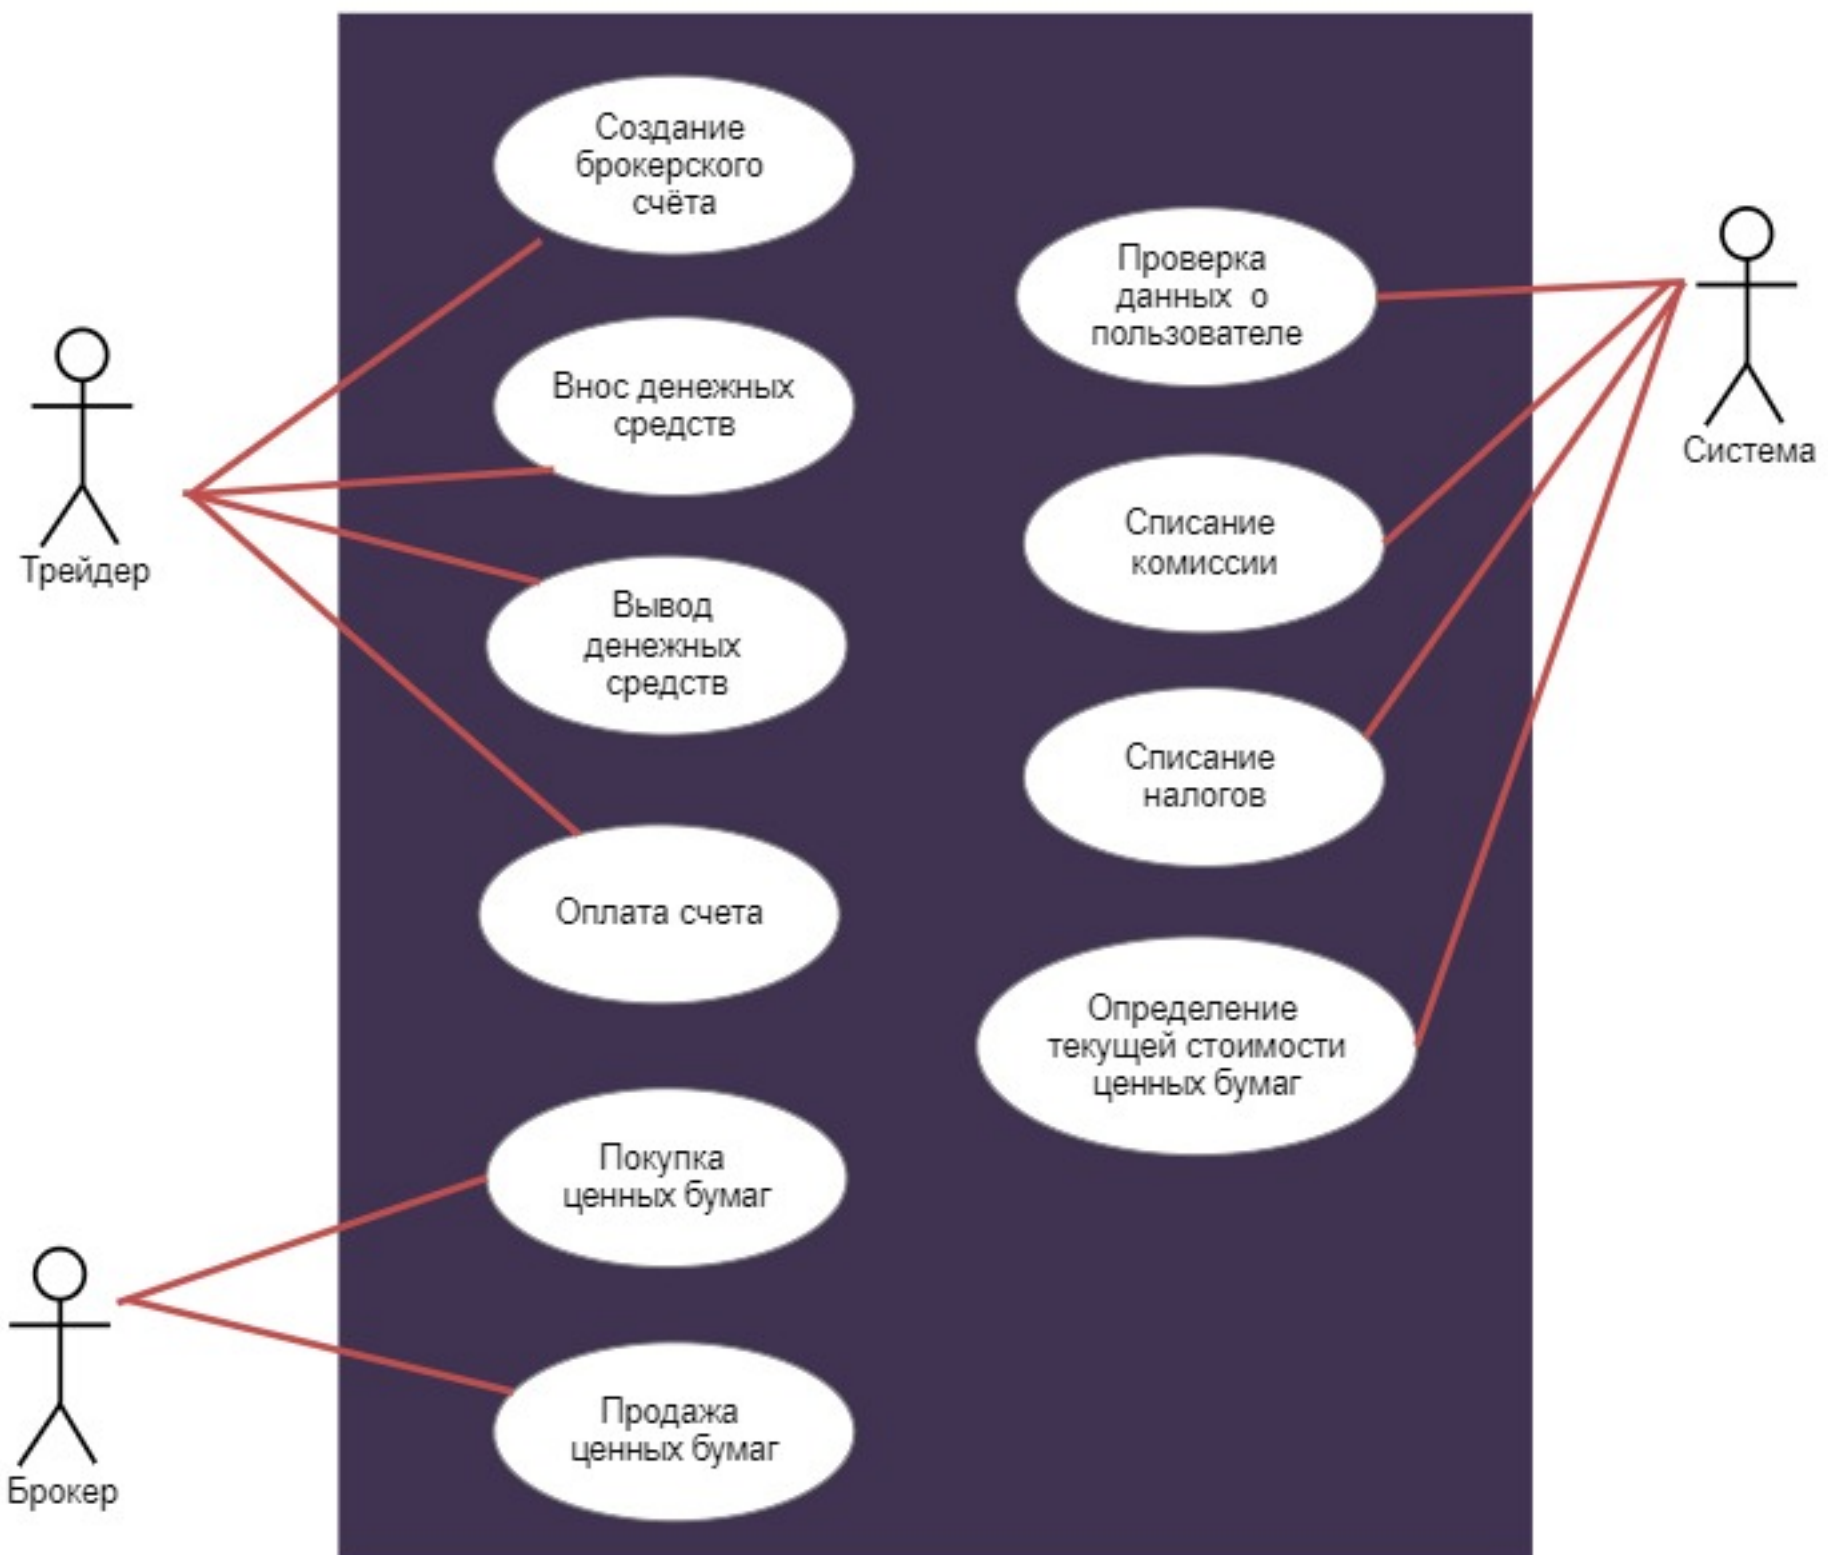 Создание
брокерского
счёта
Внос денежных
средств
Вывод
денежных
средств
Оплата счета
Покупка
ценных бумаг
Продажа
ценных бумаг
Проверка
данных о
пользователе
Списание
комиссии
Списание
налогов
Определение
текущей стоимости
ценных бумаг
Трейдер
Брокер
Система